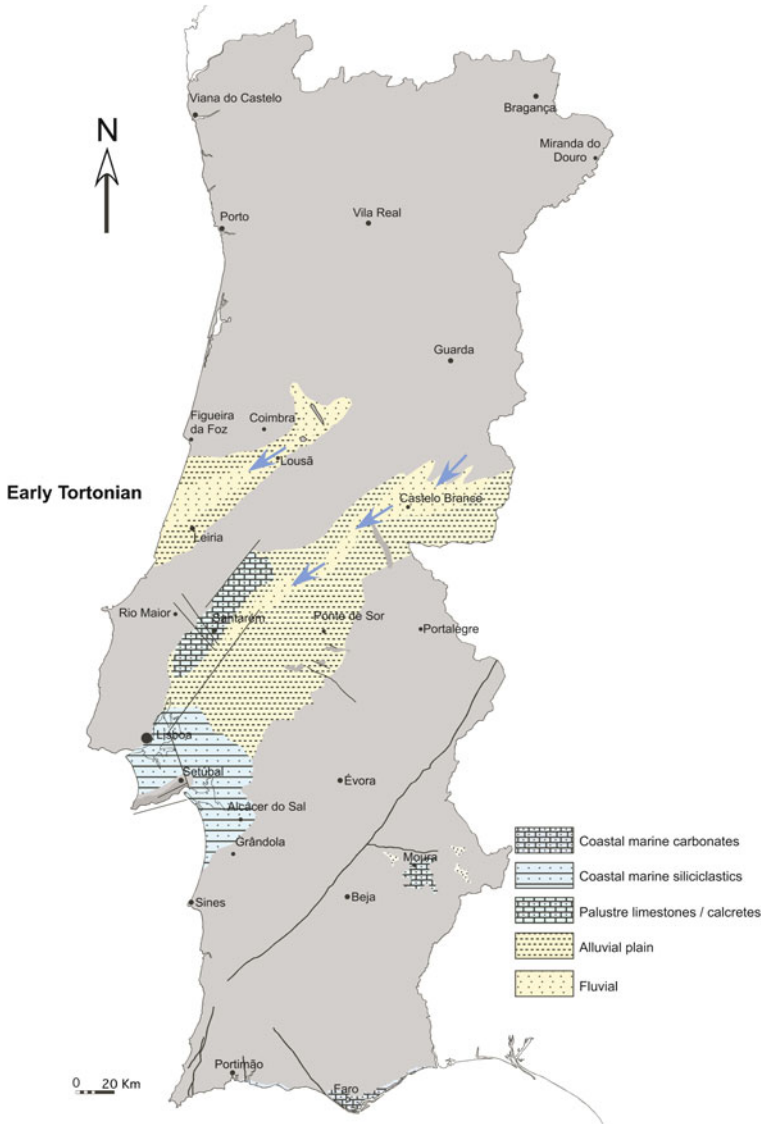 Viana do Castelo
Bragança
N
Miranda do
Douro
Porto
Vila Real
Guarda
Figueira
da Foz
Coimbra
Lousã
Early Tortonian
Castelo Branco
Leiria
Rio Maior
Santarém
Ponte de Sor
Portalegre
Lisboa
Setúbal
Évora
Alcácer do Sal
Grândola
Moura
Sines
Beja
Coastal marine carbonates
Coastal marine siliciclastics
Palustre limestones / calcretes
Alluvial plain
Fluvial
Portimão
Faro
0 20 Km